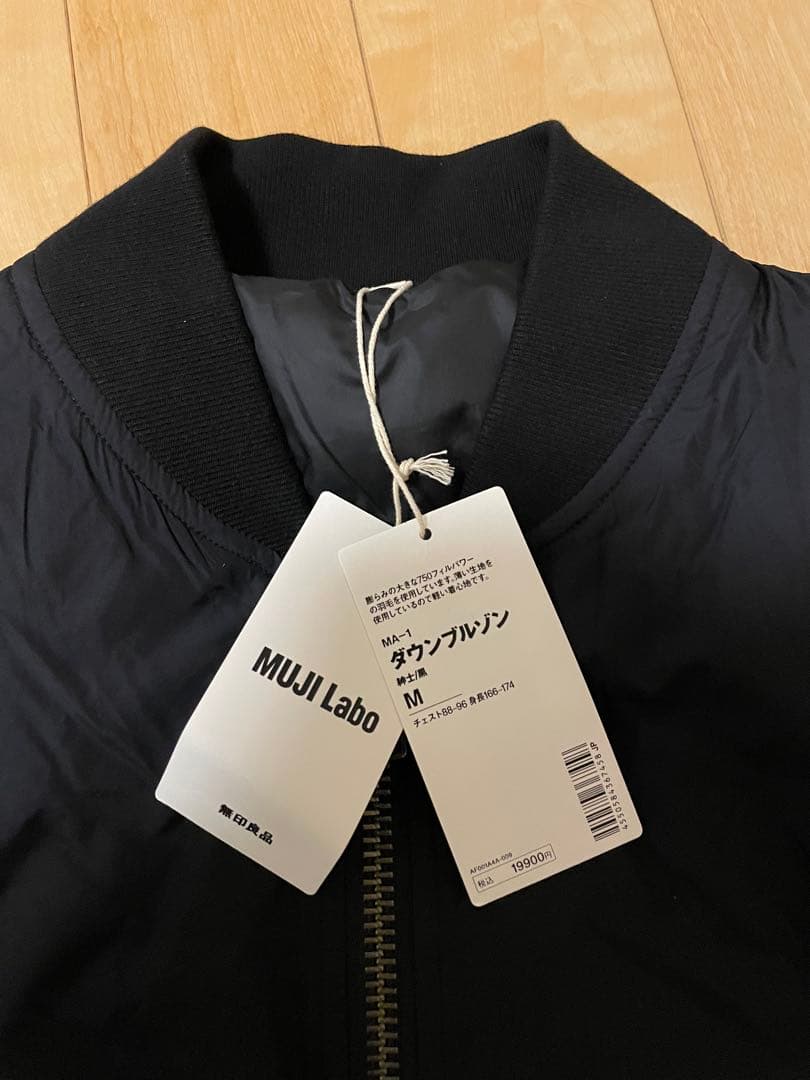 MUJI Labo
無印良品
膨らみの大きな750フィルパワー
の羽毛を使用しています。薄い生地を
使用しているので軽い着心地です。
MA-1
ダウンブルゾン
紳士/黒
M
チェスト88-96 身長166-174
4550584367458 JP
AF001A4A-009
税込 19900円